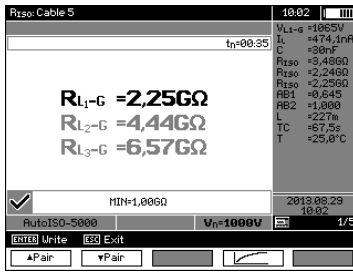 RISO: Cable 5
10:02
tn=00:35
RL1-G =2,25GΩ
RL2-G =4,44GΩ
RL3-G =6,57GΩ
MIN=1,00GΩ
AutoISO-5000
Vn=1000V
VL1-G =1065V
IL =474,1nA
C =30nF
RISO =3,48GΩ
RISO =2,24GΩ
RISO =2,25GΩ
AB1 =0,645
AB2 =1,000
L =227m
TC =67,5s
T =25,0°C
2013.08.29
10:02
1/5
ENTER Write ESC Exit
▲Pair
▼Pair